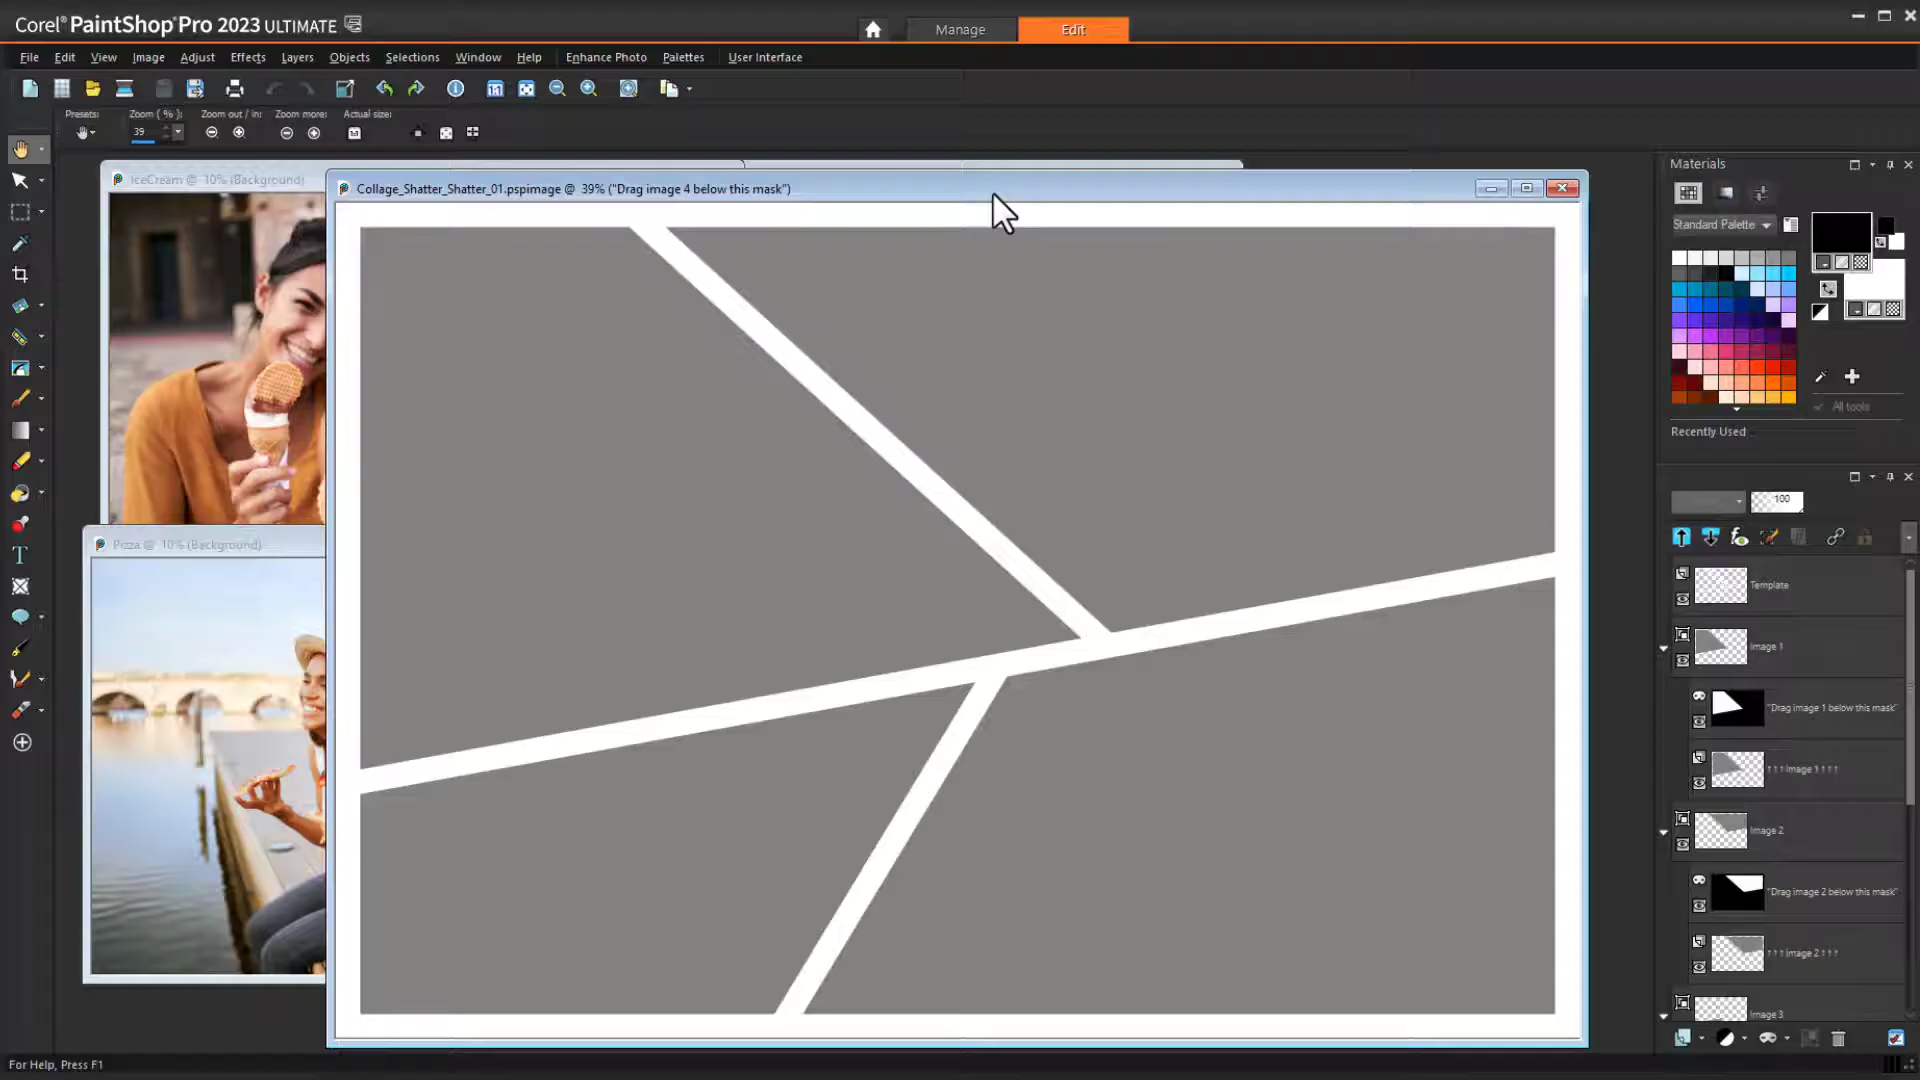 Corel® PaintShop® Pro 2023 ULTIMATE
Manage
Edit
File Edit View Image Adjust Effects Layers Objects Selections Window Help Enhance Photo Palettes User Interface
Presets: Zoom ( % ): Zoom out / in: Zoom more: Actual size:
39
IceCream @ 10% (Background)
Collage_Shatter_Shatter_01.pspimage @ 39% ("Drag image 4 below this mask")
Pizza @ 10% (Background)
Materials
Standard Palette
All tools
Recently Used
100
Template
Image 1
"Drag image 1 below this mask"
↑↑↑ Image 1 ↑↑↑
Image 2
"Drag image 2 below this mask"
↑↑↑ Image 2 ↑↑↑
Image 3
For Help, Press F1